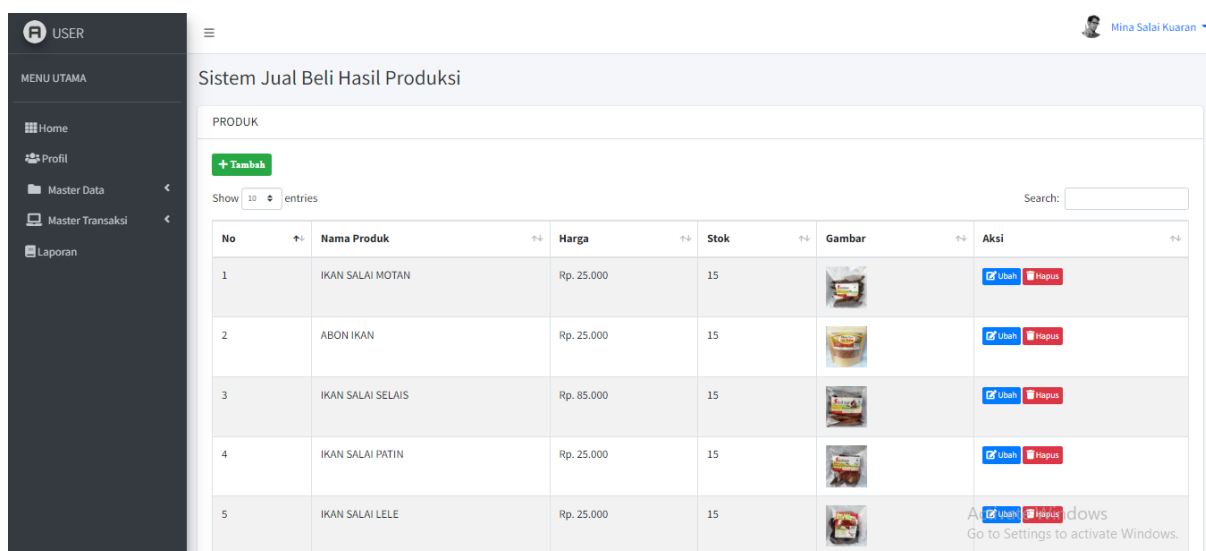 USER
Mina Salai Kuaran
MENU UTAMA
Home
Profil
Master Data
Master Transaksi
Laporan
Sistem Jual Beli Hasil Produksi
PRODUK
+ Tambah
Show 10 entries
Search:
No Nama Produk Harga Stok Gambar Aksi
1 IKAN SALAI MOTAN Rp. 25.000 15 Ubah Hapus
2 ABON IKAN Rp. 25.000 15 Ubah Hapus
3 IKAN SALAI SELAIS Rp. 85.000 15 Ubah Hapus
4 IKAN SALAI PATIN Rp. 25.000 15 Ubah Hapus
5 IKAN SALAI LELE Rp. 25.000 15 Ubah Hapus
Activate Windows
Go to Settings to activate Windows.